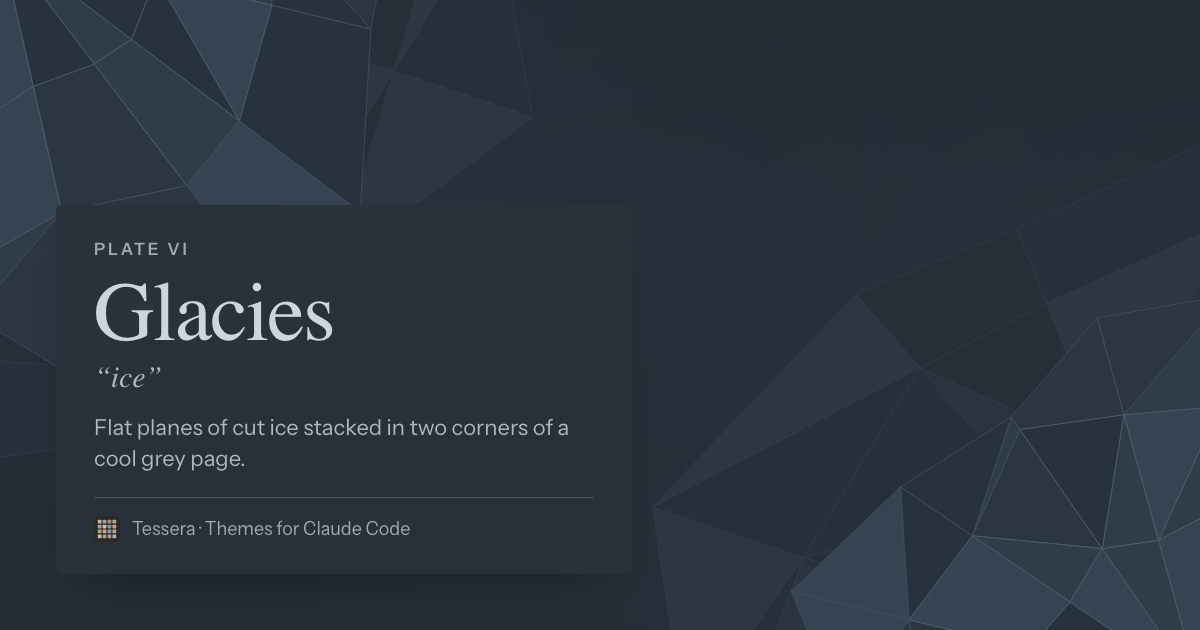 PLATE VI
Glacies
“ice”
Flat planes of cut ice stacked in two corners of a
cool grey page.
Tessera · Themes for Claude Code